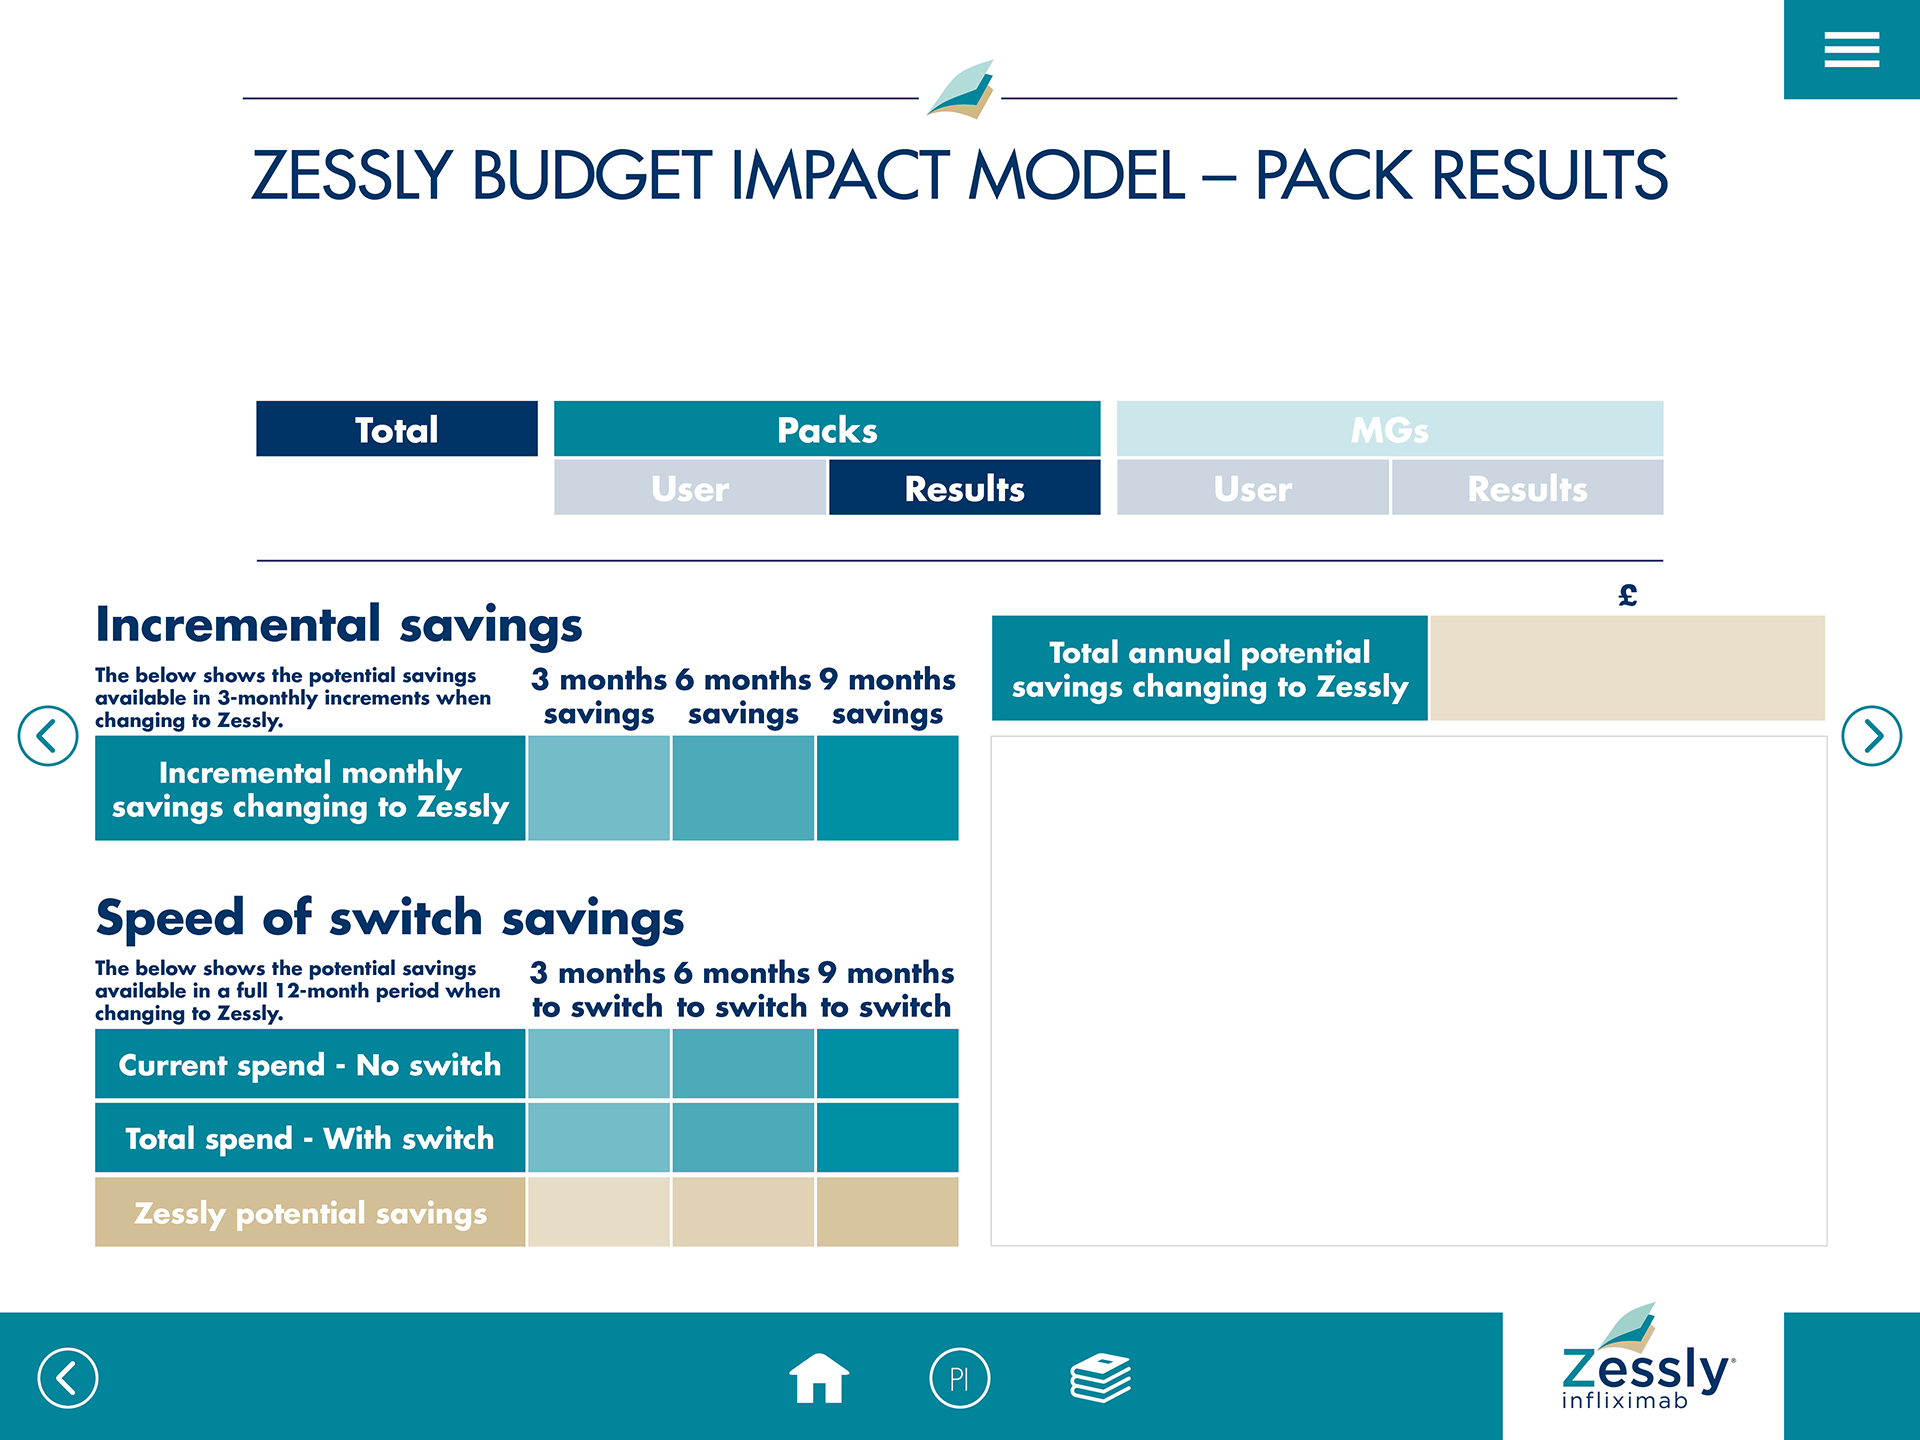 ZESSLY BUDGET IMPACT MODEL – PACK RESULTS
Total
Packs
MGs
User
Results
User
Results
Incremental savings
The below shows the potential savings
available in 3-monthly increments when
changing to Zessly.
3 months
savings
6 months
savings
9 months
savings
Incremental monthly
savings changing to Zessly
Speed of switch savings
The below shows the potential savings
available in a full 12-month period when
changing to Zessly.
3 months
to switch
6 months
to switch
9 months
to switch
Current spend - No switch
Total spend - With switch
Zessly potential savings
£
Total annual potential
savings changing to Zessly
PI
Zessly®
infliximab